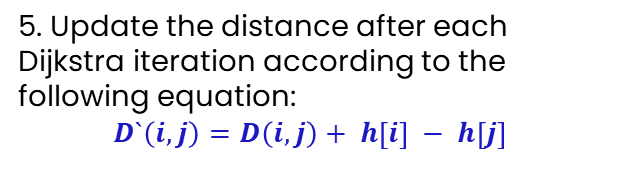 5. Update the distance after each
Dijkstra iteration according to the
following equation:
D`(i,j) = D(i,j) + h[i] − h[j]